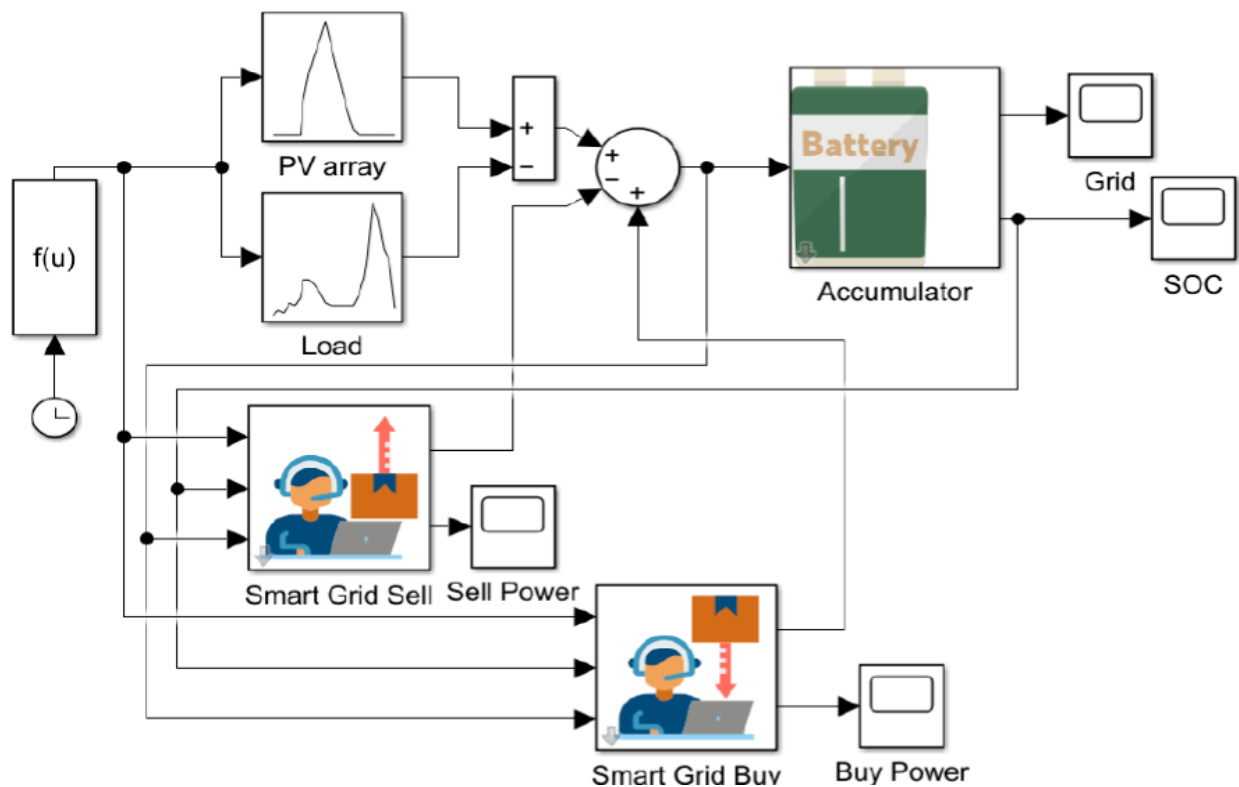 PV array
+
−
f(u)
Load
+
−
+
Battery
Accumulator
Grid
SOC
Smart Grid Sell
Sell Power
Smart Grid Buy
Buy Power